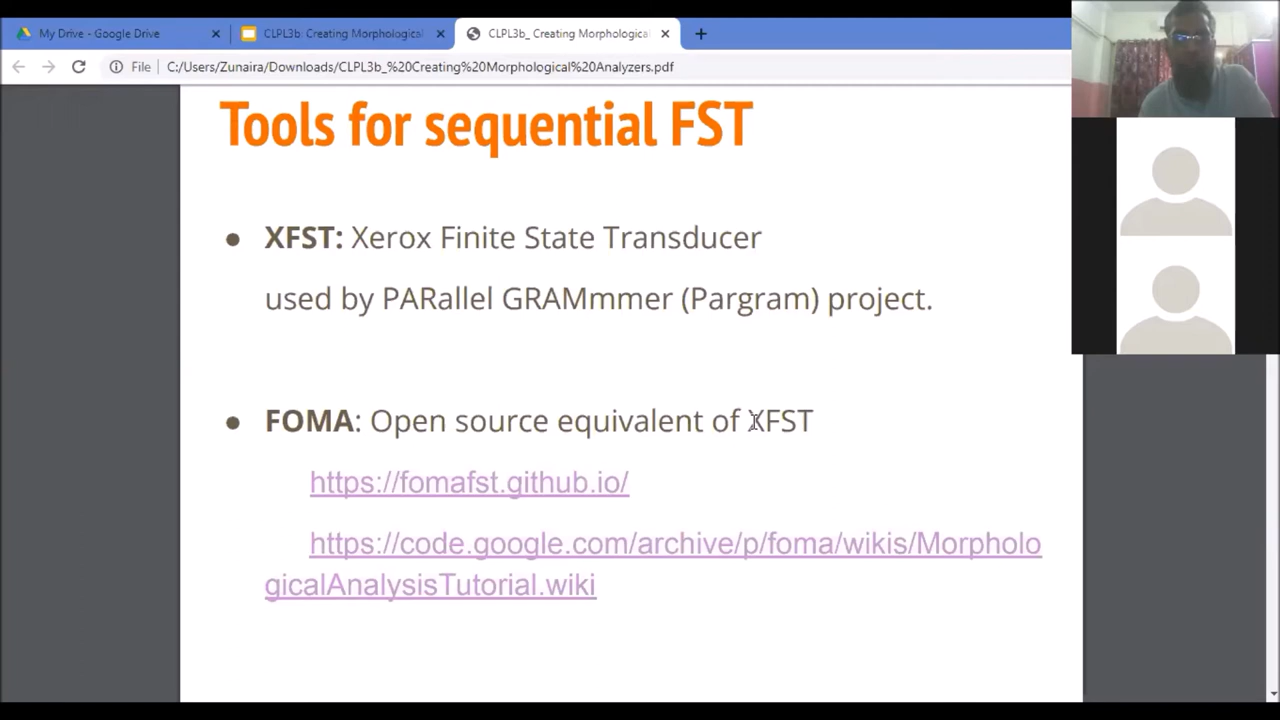 My Drive - Google Drive
CLPL3b: Creating Morphological
CLPL3b_ Creating Morphological
File
C:/Users/Zunaira/Downloads/CLPL3b_%20Creating%20Morphological%20Analyzers.pdf
Tools for sequential FST
● XFST: Xerox Finite State Transducer
used by PARallel GRAMmmer (Pargram) project.
● FOMA: Open source equivalent of XFST
https://fomafst.github.io/
https://code.google.com/archive/p/foma/wikis/Morpholo
gicalAnalysisTutorial.wiki